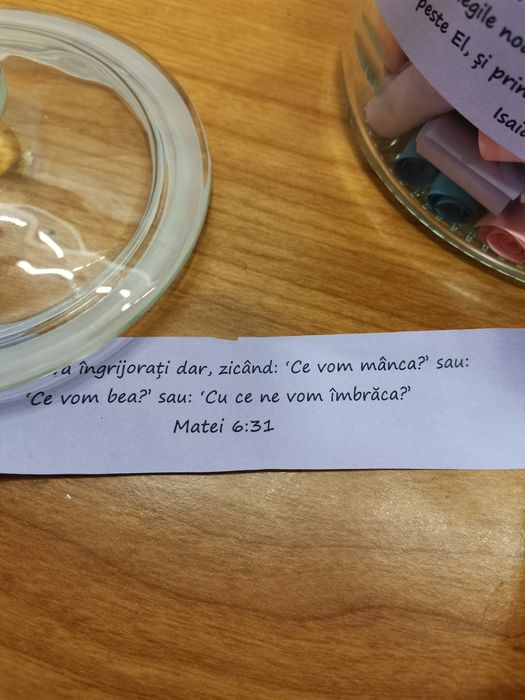 peste El, și prin
îngrijorați dar, zicând: ‘Ce vom mânca?’ sau:
‘Ce vom bea?’ sau: ‘Cu ce ne vom îmbrăca?’
Matei 6:31